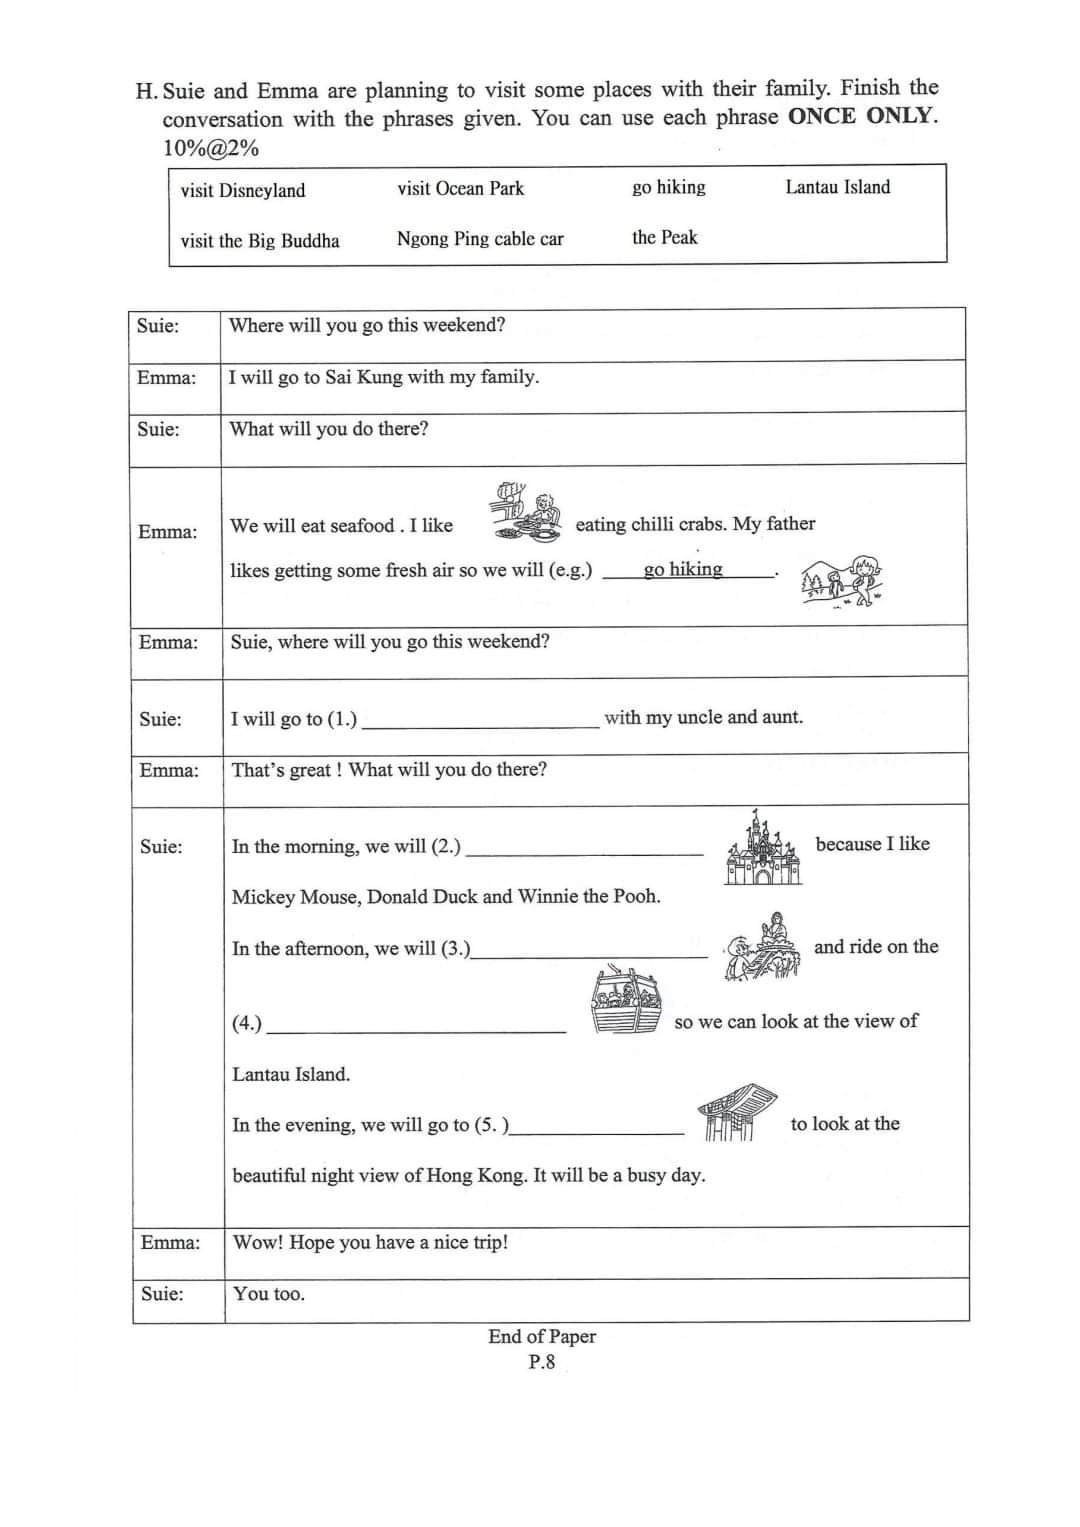 H. Suie and Emma are planning to visit some places with their family. Finish the
conversation with the phrases given. You can use each phrase ONCE ONLY.
10%@2%
visit Disneyland visit Ocean Park go hiking Lantau Island
visit the Big Buddha Ngong Ping cable car the Peak
Suie: Where will you go this weekend?
Emma: I will go to Sai Kung with my family.
Suie: What will you do there?
Emma: We will eat seafood . I like eating chilli crabs. My father
likes getting some fresh air so we will (e.g.) ____go hiking_____.
Emma: Suie, where will you go this weekend?
Suie: I will go to (1.) ________________________ with my uncle and aunt.
Emma: That's great ! What will you do there?
Suie: In the morning, we will (2.) ________________________ because I like
Mickey Mouse, Donald Duck and Winnie the Pooh.
In the afternoon, we will (3.)________________________ and ride on the
(4.) ______________________________ so we can look at the view of
Lantau Island.
In the evening, we will go to (5. )__________________ to look at the
beautiful night view of Hong Kong. It will be a busy day.
Emma: Wow! Hope you have a nice trip!
Suie: You too.
End of Paper
P.8